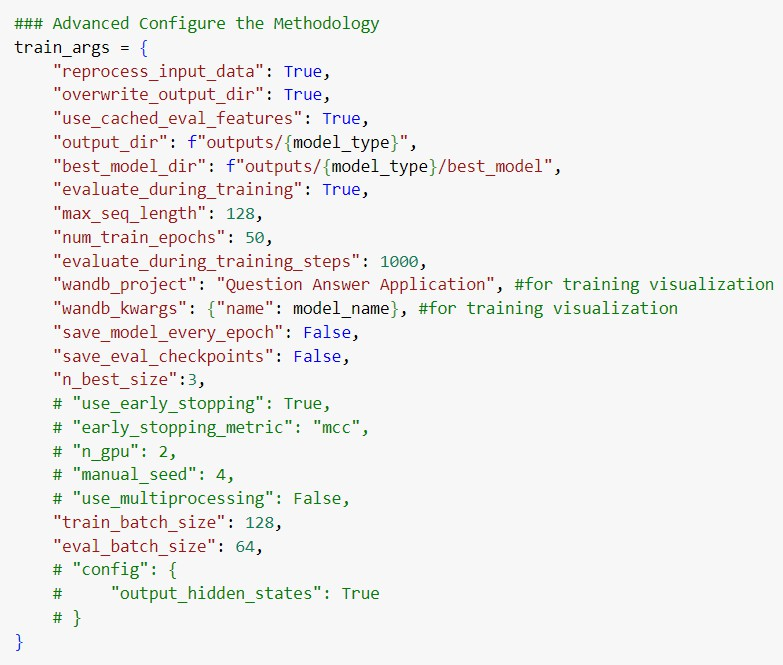 ### Advanced Configure the Methodology
train_args = {
    "reprocess_input_data": True,
    "overwrite_output_dir": True,
    "use_cached_eval_features": True,
    "output_dir": f"outputs/{model_type}",
    "best_model_dir": f"outputs/{model_type}/best_model",
    "evaluate_during_training": True,
    "max_seq_length": 128,
    "num_train_epochs": 50,
    "evaluate_during_training_steps": 1000,
    "wandb_project": "Question Answer Application", #for training visualization
    "wandb_kwargs": {"name": model_name}, #for training visualization
    "save_model_every_epoch": False,
    "save_eval_checkpoints": False,
    "n_best_size":3,
    # "use_early_stopping": True,
    # "early_stopping_metric": "mcc",
    # "n_gpu": 2,
    # "manual_seed": 4,
    # "use_multiprocessing": False,
    "train_batch_size": 128,
    "eval_batch_size": 64,
    # "config": {
    #     "output_hidden_states": True
    # }
}